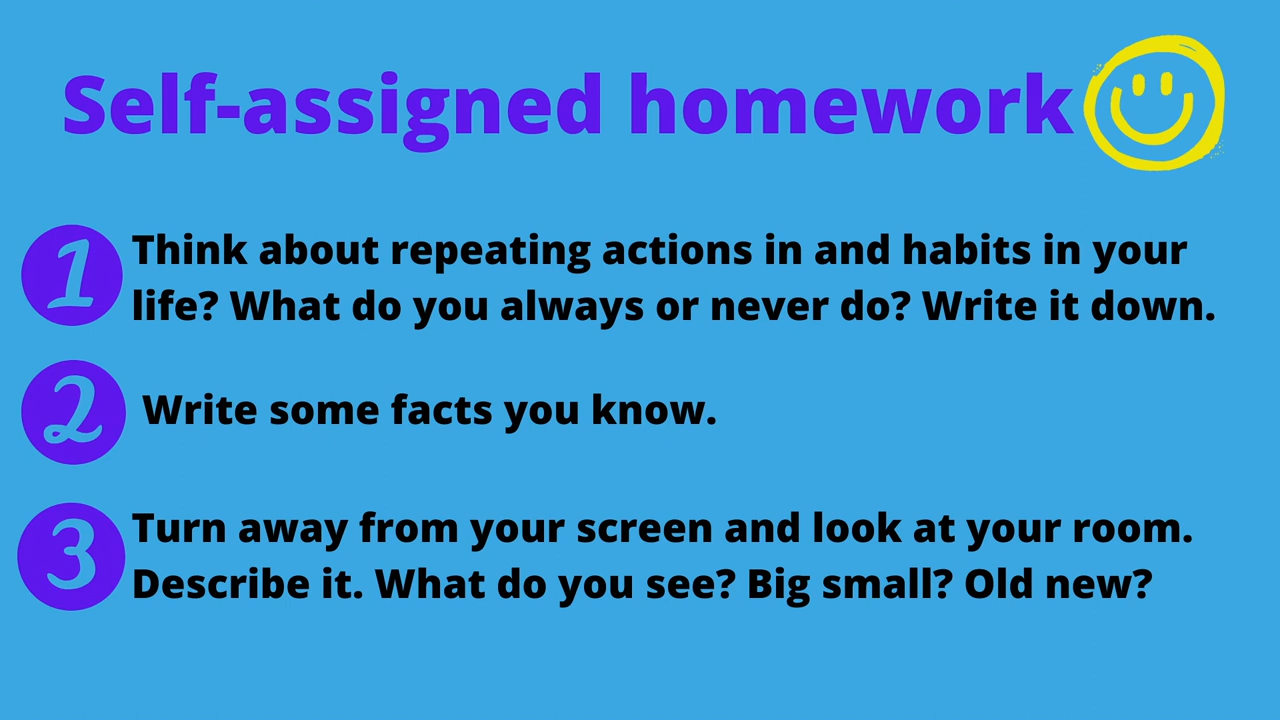 Self-assigned homework
1 Think about repeating actions in and habits in your
life? What do you always or never do? Write it down.
2 Write some facts you know.
3 Turn away from your screen and look at your room.
Describe it. What do you see? Big small? Old new?